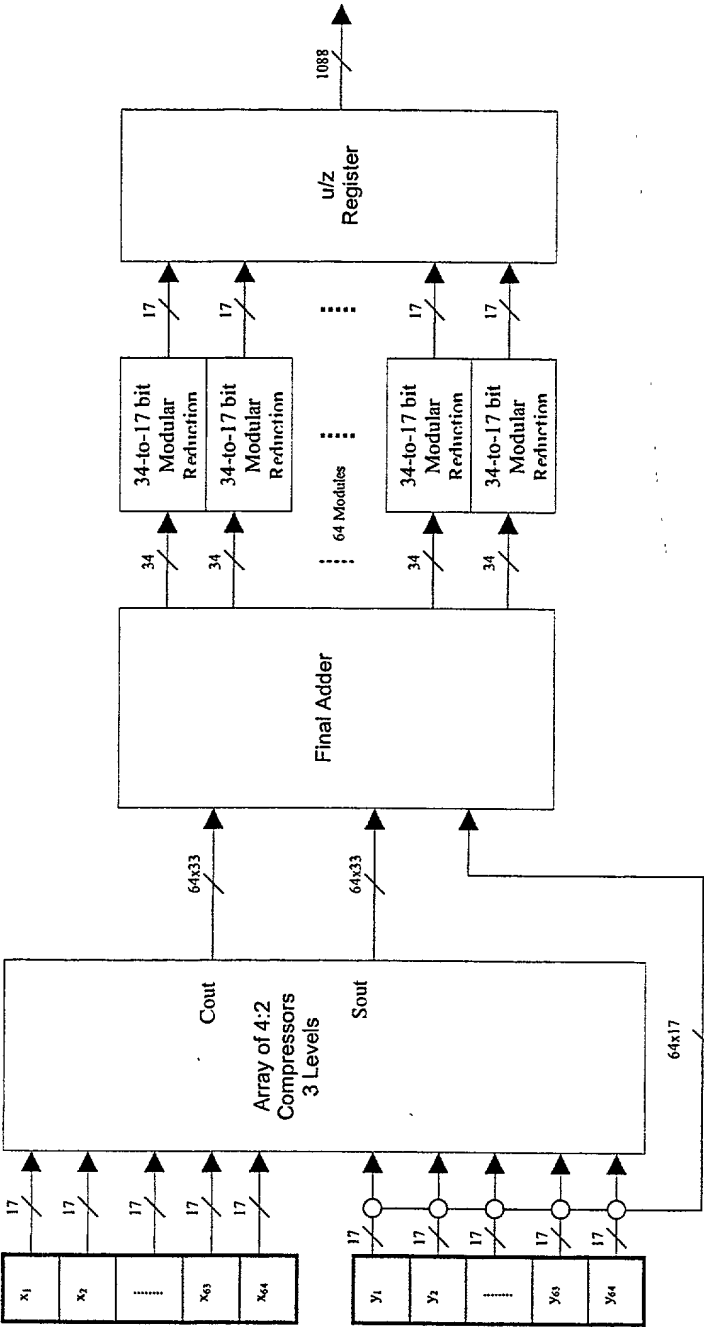 x1
17
x2
17
........
17
x63
17
x64
17
y1
17
y2
17
........
17
y63
17
y64
17
Array of 4:2
Compressors
3 Levels
Cout
Sout
64x33
64x33
64x17
Final Adder
34
34
34
34
64 Modules
34-to-17 bit
Modular
Reduction
34-to-17 bit
Modular
Reduction
34-to-17 bit
Modular
Reduction
34-to-17 bit
Modular
Reduction
17
17
17
17
u/z
Register
1088